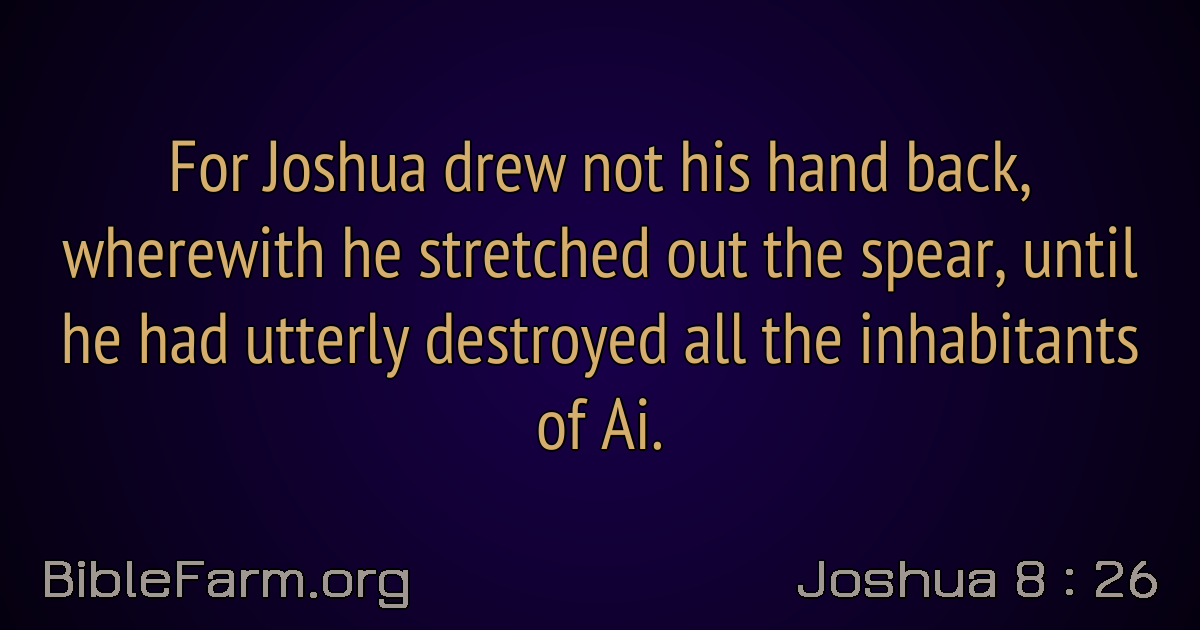 For Joshua drew not his hand back,
wherewith he stretched out the spear, until
he had utterly destroyed all the inhabitants
of Ai.
BibleFarm.org
Joshua 8 : 26